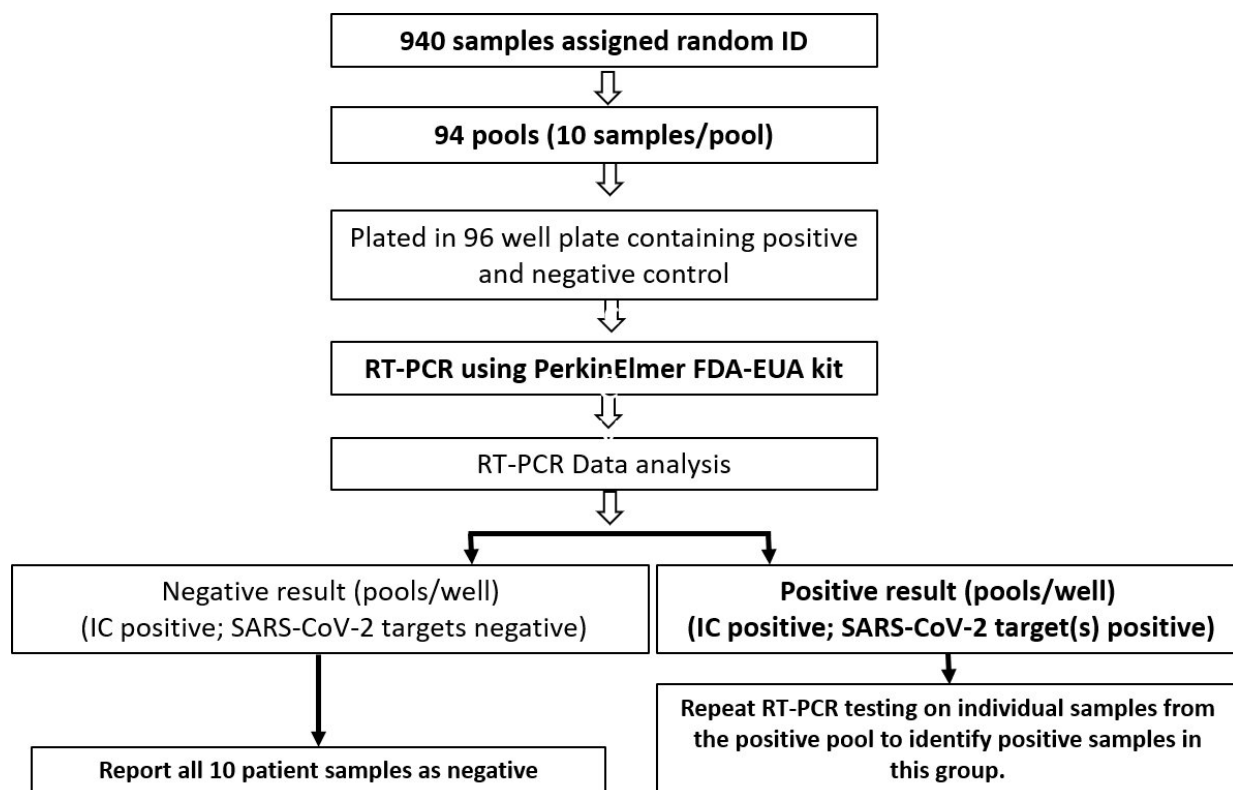 940 samples assigned random ID
94 pools (10 samples/pool)
Plated in 96 well plate containing positive
and negative control
RT-PCR using PerkinElmer FDA-EUA kit
RT-PCR Data analysis
Negative result (pools/well)
(IC positive; SARS-CoV-2 targets negative)
Positive result (pools/well)
(IC positive; SARS-CoV-2 target(s) positive)
Report all 10 patient samples as negative
Repeat RT-PCR testing on individual samples from
the positive pool to identify positive samples in
this group.